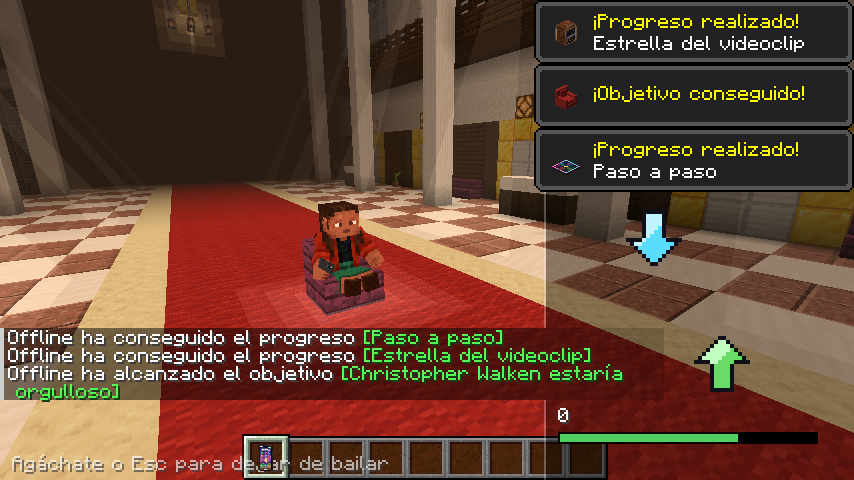 ¡Progreso realizado!
Estrella del videoclip
¡Objetivo conseguido!
¡Progreso realizado!
Paso a paso
Offline ha conseguido el progreso [Paso a paso]
Offline ha conseguido el progreso [Estrella del videoclip]
Offline ha alcanzado el objetivo [Christopher Walken estaría
orgulloso]
0
Agáchate o Esc para dejar de bailar